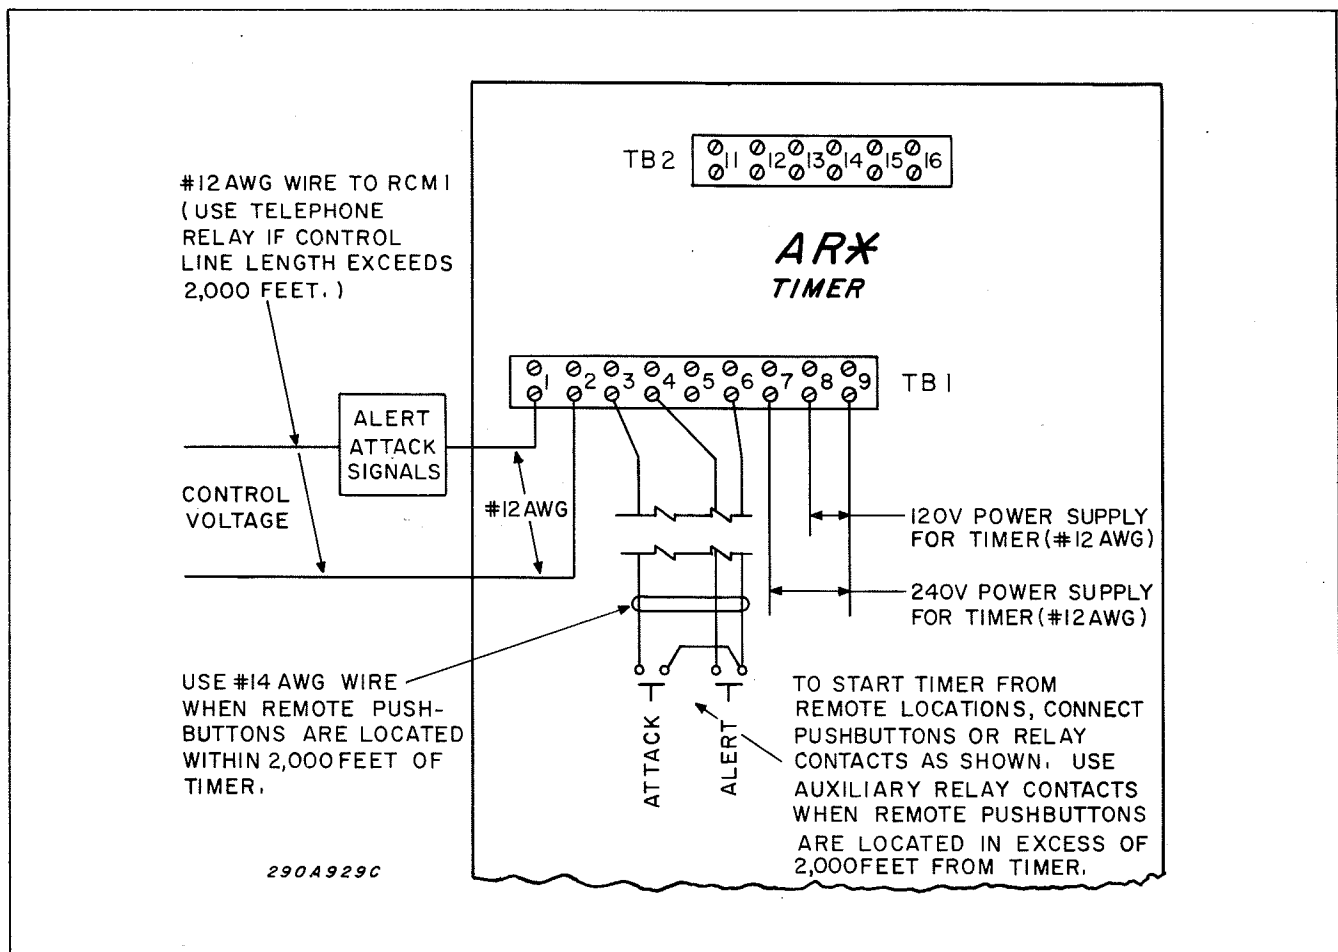 TB2
11 12 13 14 15 16
#12 AWG WIRE TO RCM1
(USE TELEPHONE
RELAY IF CONTROL
LINE LENGTH EXCEEDS
2,000 FEET.)
AR*
TIMER
1 2 3 4 5 6 7 8 9
TB1
ALERT
ATTACK
SIGNALS
CONTROL
VOLTAGE
#12 AWG
120V POWER SUPPLY
FOR TIMER (#12 AWG)
240V POWER SUPPLY
FOR TIMER (#12 AWG)
USE #14 AWG WIRE
WHEN REMOTE PUSH-
BUTTONS ARE LOCATED
WITHIN 2,000 FEET OF
TIMER.
ATTACK
ALERT
TO START TIMER FROM
REMOTE LOCATIONS, CONNECT
PUSHBUTTONS OR RELAY
CONTACTS AS SHOWN. USE
AUXILIARY RELAY CONTACTS
WHEN REMOTE PUSHBUTTONS
ARE LOCATED IN EXCESS OF
2,000 FEET FROM TIMER.
290A929C